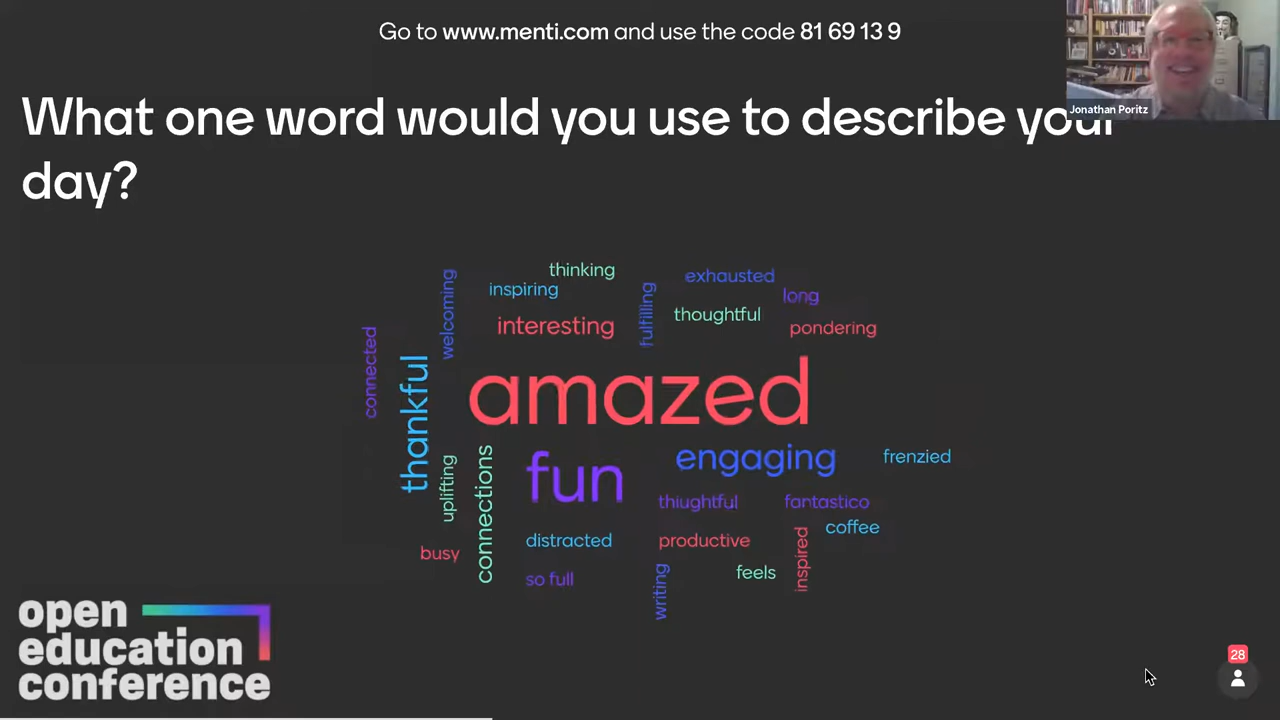 Go to www.menti.com and use the code 81 69 13 9
Jonathan Poritz
What one word would you use to describe your
day?
thinking
exhausted
inspiring
long
welcoming
fulfilling
thoughtful
interesting
pondering
connected
thankful
amazed
engaging
frenzied
uplifting
connections
fun
thiughtful
fantastico
coffee
distracted
productive
busy
inspired
feels
so full
writing
open
education
conference
28